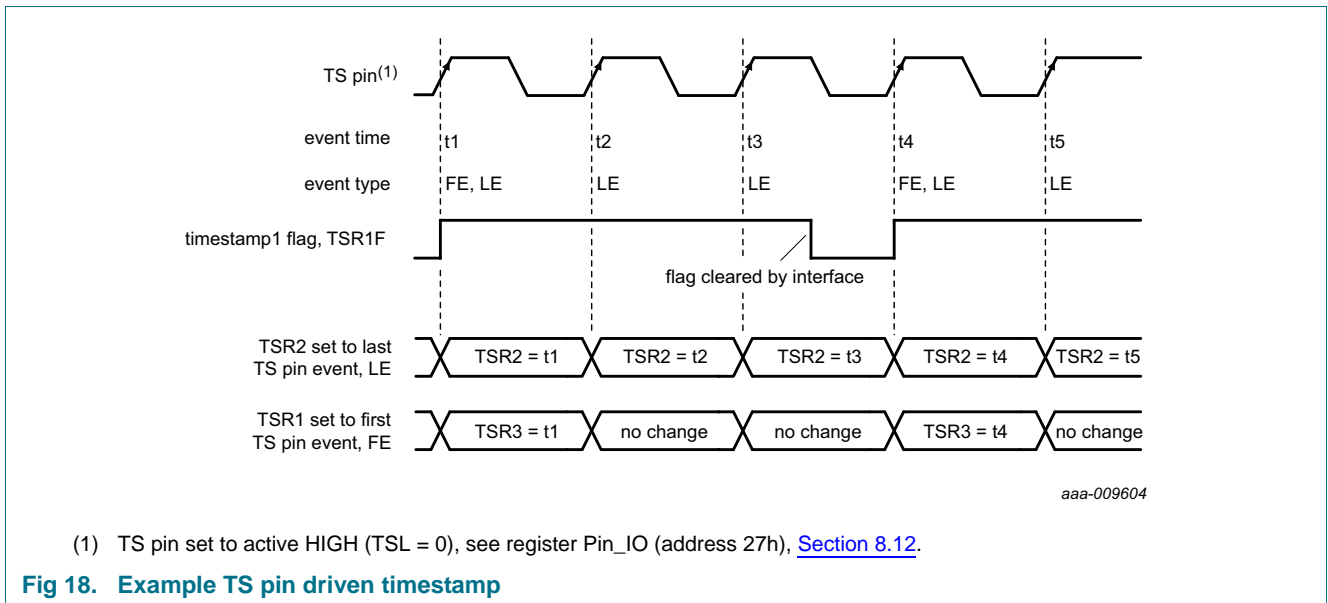 TS pin(1)
event time t1 t2 t3 t4 t5
event type FE, LE LE LE FE, LE LE
timestamp1 flag, TSR1F
flag cleared by interface
TSR2 set to last
TS pin event, LE
TSR2 = t1 TSR2 = t2 TSR2 = t3 TSR2 = t4 TSR2 = t5
TSR1 set to first
TS pin event, FE
TSR3 = t1 no change no change TSR3 = t4 no change
aaa-009604
(1) TS pin set to active HIGH (TSL = 0), see register Pin_IO (address 27h), Section 8.12.
Fig 18. Example TS pin driven timestamp